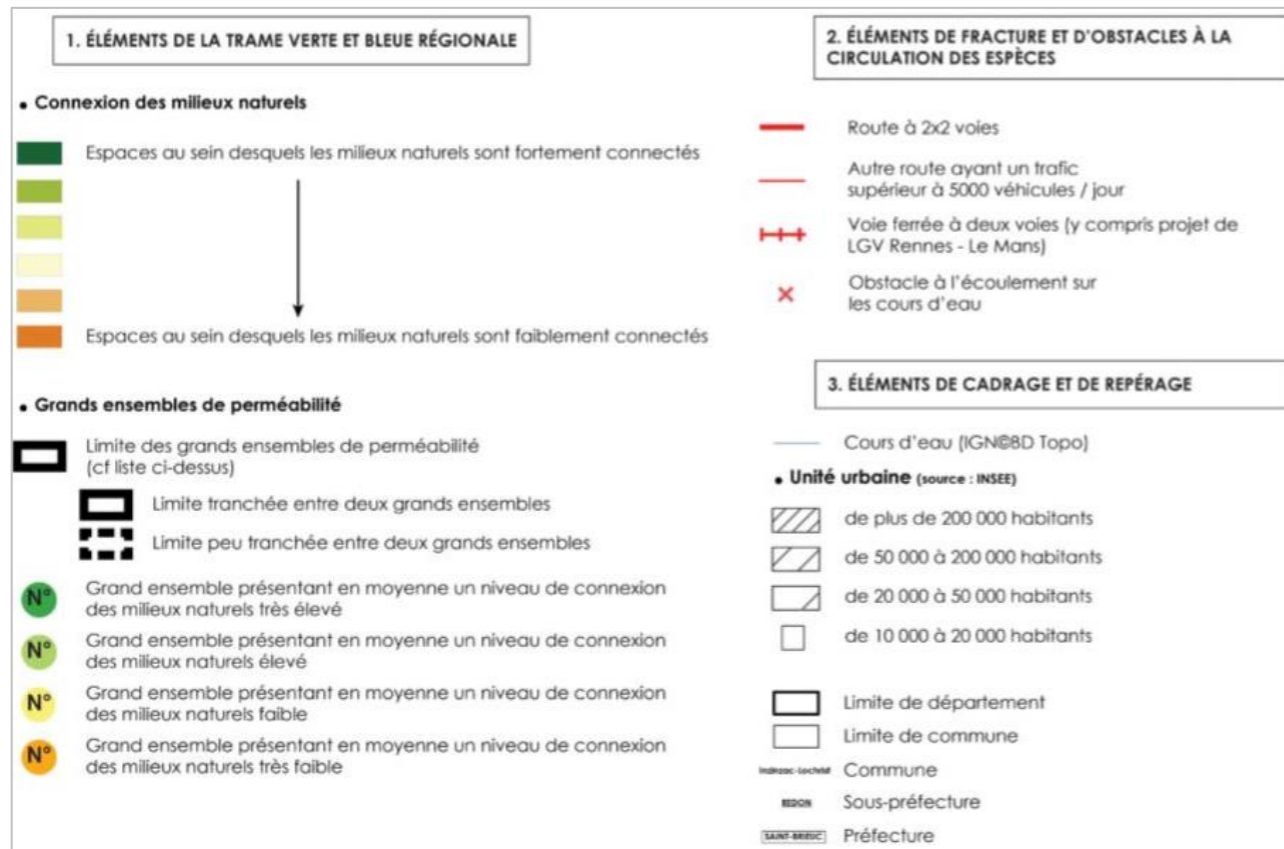 1. ÉLÉMENTS DE LA TRAME VERTE ET BLEUE RÉGIONALE
• Connexion des milieux naturels
Espaces au sein desquels les milieux naturels sont fortement connectés
Espaces au sein desquels les milieux naturels sont faiblement connectés
• Grands ensembles de perméabilité
Limite des grands ensembles de perméabilité
(cf liste ci-dessus)
Limite tranchée entre deux grands ensembles
Limite peu tranchée entre deux grands ensembles
N° Grand ensemble présentant en moyenne un niveau de connexion
des milieux naturels très élevé
N° Grand ensemble présentant en moyenne un niveau de connexion
des milieux naturels élevé
N° Grand ensemble présentant en moyenne un niveau de connexion
des milieux naturels faible
N° Grand ensemble présentant en moyenne un niveau de connexion
des milieux naturels très faible
2. ÉLÉMENTS DE FRACTURE ET D'OBSTACLES À LA
CIRCULATION DES ESPÈCES
Route à 2x2 voies
Autre route ayant un trafic
supérieur à 5000 véhicules / jour
Voie ferrée à deux voies (y compris projet de
LGV Rennes - Le Mans)
Obstacle à l'écoulement sur
les cours d'eau
3. ÉLÉMENTS DE CADRAGE ET DE REPÉRAGE
Cours d'eau (IGN©BD Topo)
• Unité urbaine (source : INSEE)
de plus de 200 000 habitants
de 50 000 à 200 000 habitants
de 20 000 à 50 000 habitants
de 10 000 à 20 000 habitants
Limite de département
Limite de commune
Inzinzac-Lochrist Commune
REDON Sous-préfecture
SAINT-BRIEUC Préfecture